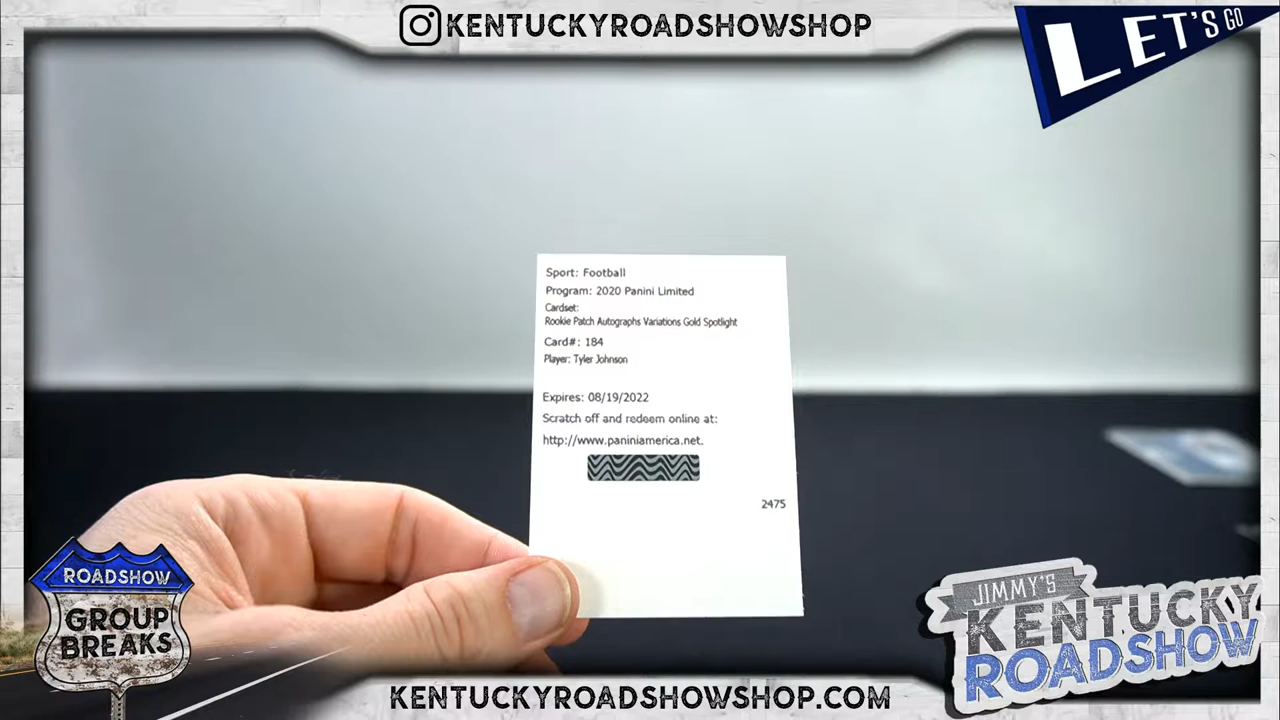 KENTUCKYROADSHOWSHOP
LET'S GO
Sport: Football
Program: 2020 Panini Limited
Cardset:
Rookie Patch Autographs Variations Gold Spotlight
Card#: 184
Player: Tyler Johnson
Expires: 08/19/2022
Scratch off and redeem online at:
http://www.paniniamerica.net.
2475
ROADSHOW
GROUP
BREAKS
JIMMY'S
KENTUCKY
ROADSHOW
KENTUCKYROADSHOWSHOP.COM